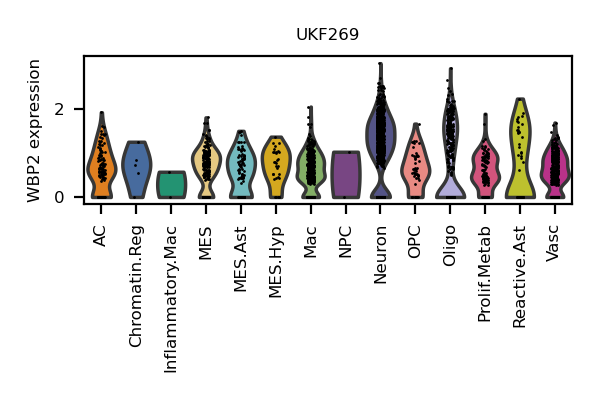 UKF269
WBP2 expression
2
0
AC
Chromatin.Reg
Inflammatory.Mac
MES
MES.Ast
MES.Hyp
Mac
NPC
Neuron
OPC
Oligo
Prolif.Metab
Reactive.Ast
Vasc